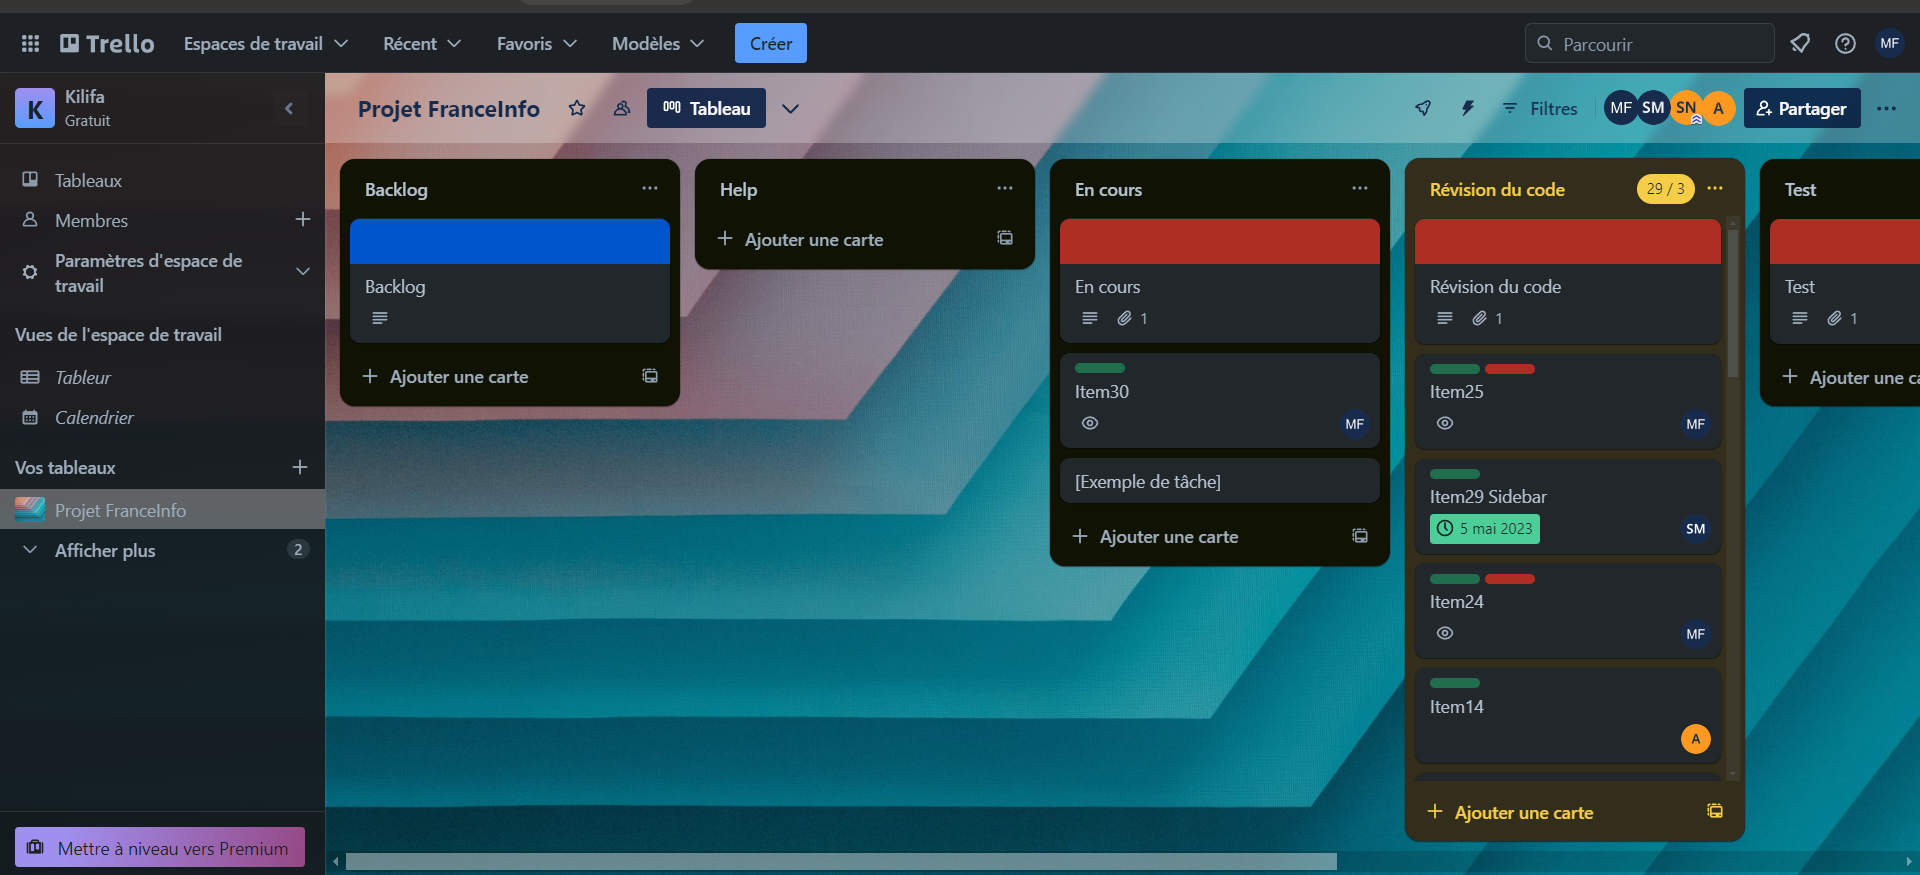 Trello
Espaces de travail
Récent
Favoris
Modèles
Créer
Parcourir
MF
K
Kilifa
Gratuit
Tableaux
Membres
Paramètres d'espace de
travail
Vues de l'espace de travail
Tableur
Calendrier
Vos tableaux
Projet FranceInfo
Afficher plus
2
Mettre à niveau vers Premium
Projet FranceInfo
Tableau
Filtres
MF
SM
SN
A
Partager
Backlog
Backlog
Ajouter une carte
Help
Ajouter une carte
En cours
En cours
1
Item30
MF
[Exemple de tâche]
Ajouter une carte
Révision du code
29 / 3
Révision du code
1
Item25
MF
Item29 Sidebar
5 mai 2023
SM
Item24
MF
Item14
A
Ajouter une carte
Test
Test
1
Ajouter une ca